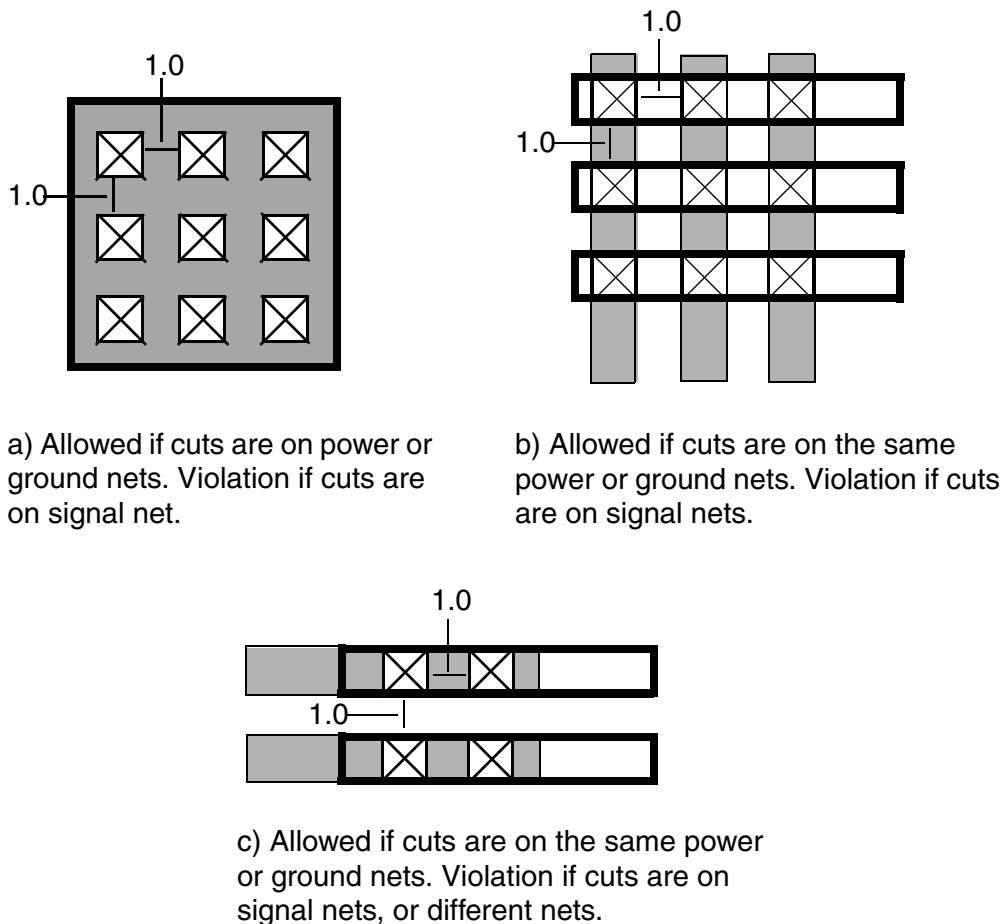 1.0
1.0
1.0
1.0
a) Allowed if cuts are on power or
ground nets. Violation if cuts are
on signal net.
b) Allowed if cuts are on the same
power or ground nets. Violation if cuts
are on signal nets.
1.0
1.0
c) Allowed if cuts are on the same power
or ground nets. Violation if cuts are on
signal nets, or different nets.